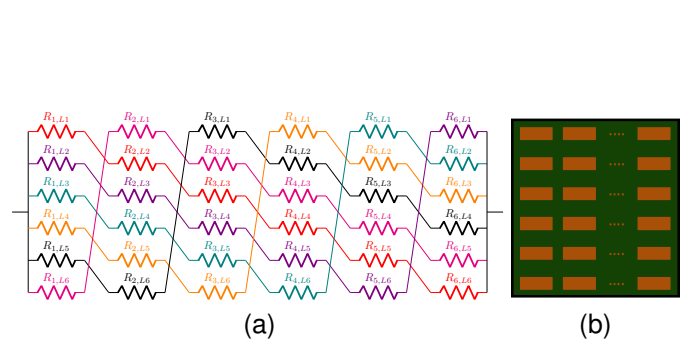 R1,L1 R2,L1 R3,L1 R4,L1 R5,L1 R6,L1
R1,L2 R2,L2 R3,L2 R4,L2 R5,L2 R6,L2
R1,L3 R2,L3 R3,L3 R4,L3 R5,L3 R6,L3
R1,L4 R2,L4 R3,L4 R4,L4 R5,L4 R6,L4
R1,L5 R2,L5 R3,L5 R4,L5 R5,L5 R6,L5
R1,L6 R2,L6 R3,L6 R4,L6 R5,L6 R6,L6
(a) (b)